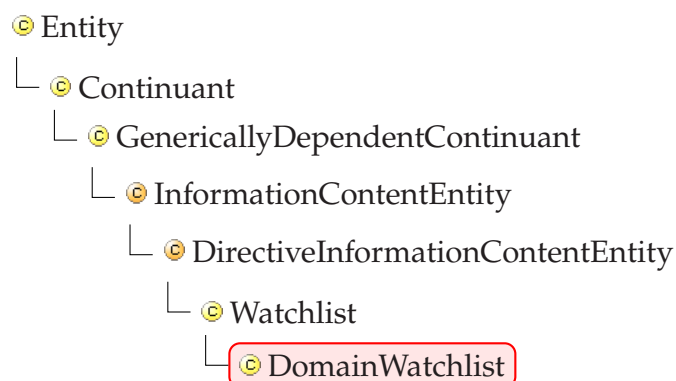 Entity
Continuant
GenericallyDependentContinuant
InformationContentEntity
DirectiveInformationContentEntity
Watchlist
DomainWatchlist